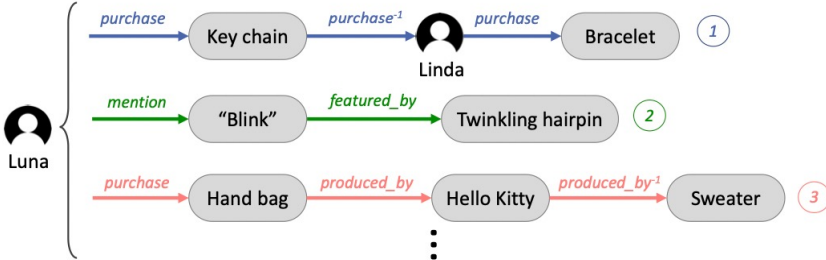 purchase purchase⁻¹ purchase
Key chain Bracelet 1
Linda
mention featured_by
“Blink” Twinkling hairpin 2
Luna
purchase produced_by produced_by⁻¹
Hand bag Hello Kitty Sweater 3